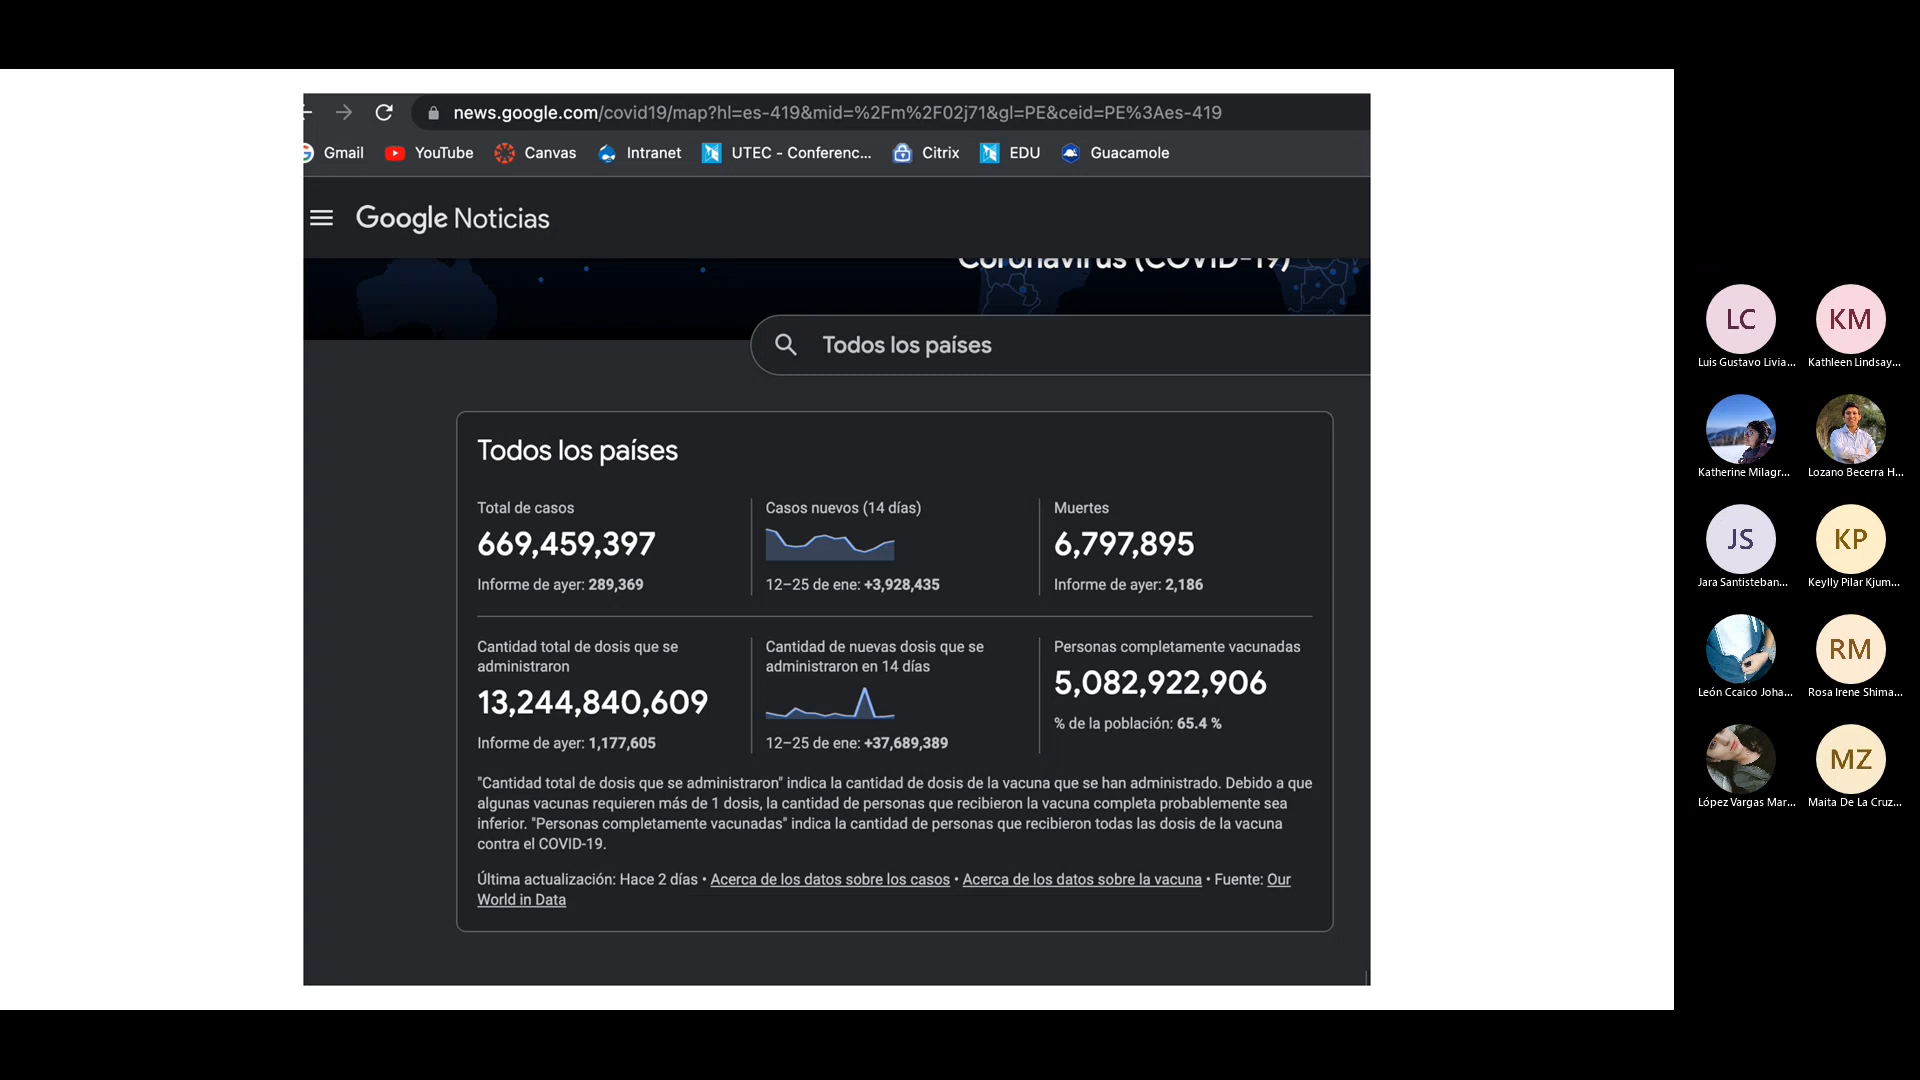 news.google.com/covid19/map?hl=es-419&mid=%2Fm%2F02j71&gl=PE&ceid=PE%3Aes-419
Gmail YouTube Canvas Intranet UTEC - Conferenc... Citrix EDU Guacamole
Google Noticias
Coronavirus (COVID-19)
Todos los países
Todos los países
Total de casos
669,459,397
Informe de ayer: 289,369
Casos nuevos (14 días)
12–25 de ene: +3,928,435
Muertes
6,797,895
Informe de ayer: 2,186
Cantidad total de dosis que se
administraron
13,244,840,609
Informe de ayer: 1,177,605
Cantidad de nuevas dosis que se
administraron en 14 días
12–25 de ene: +37,689,389
Personas completamente vacunadas
5,082,922,906
% de la población: 65.4 %
"Cantidad total de dosis que se administraron" indica la cantidad de dosis de la vacuna que se han administrado. Debido a que
algunas vacunas requieren más de 1 dosis, la cantidad de personas que recibieron la vacuna completa probablemente sea
inferior. "Personas completamente vacunadas" indica la cantidad de personas que recibieron todas las dosis de la vacuna
contra el COVID-19.
Última actualización: Hace 2 días • Acerca de los datos sobre los casos • Acerca de los datos sobre la vacuna • Fuente: Our
World in Data
LC
Luis Gustavo Livia...
KM
Kathleen Lindsay...
Katherine Milagr...
Lozano Becerra H...
JS
Jara Santisteban...
KP
Keylly Pilar Kjum...
León Ccaico Joha...
RM
Rosa Irene Shima...
López Vargas Mar...
MZ
Maita De La Cruz...